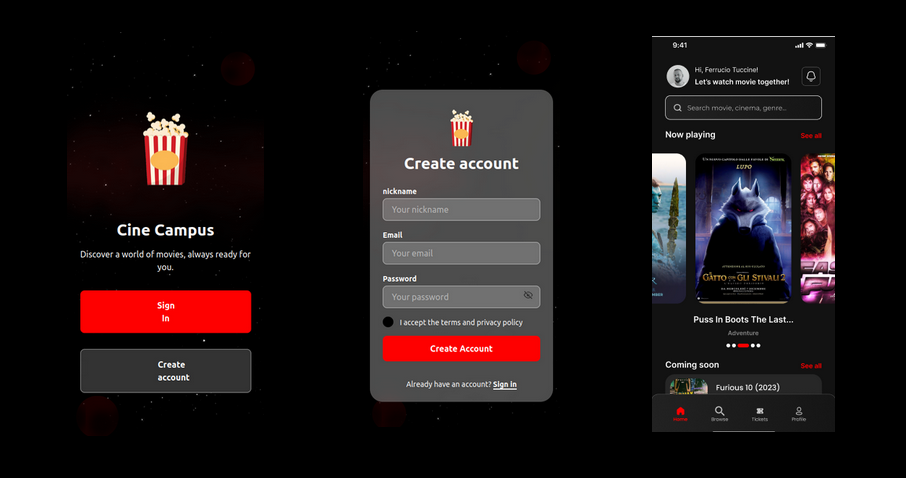 Cine Campus
Discover a world of movies, always ready for
you.
Sign
In
Create
account
Create account
nickname
Your nickname
Email
Your email
Password
Your password
I accept the terms and privacy policy
Create Account
Already have an account? Sign in
9:41
Hi, Ferrucio Tuccine!
Let's watch movie together!
Search movie, cinema, genre...
Now playing
See all
LUPO
IL GATTO CON GLI STIVALI 2
Puss In Boots The Last...
Adventure
Coming soon
See all
Furious 10 (2023)
Home
Browse
Tickets
Profile